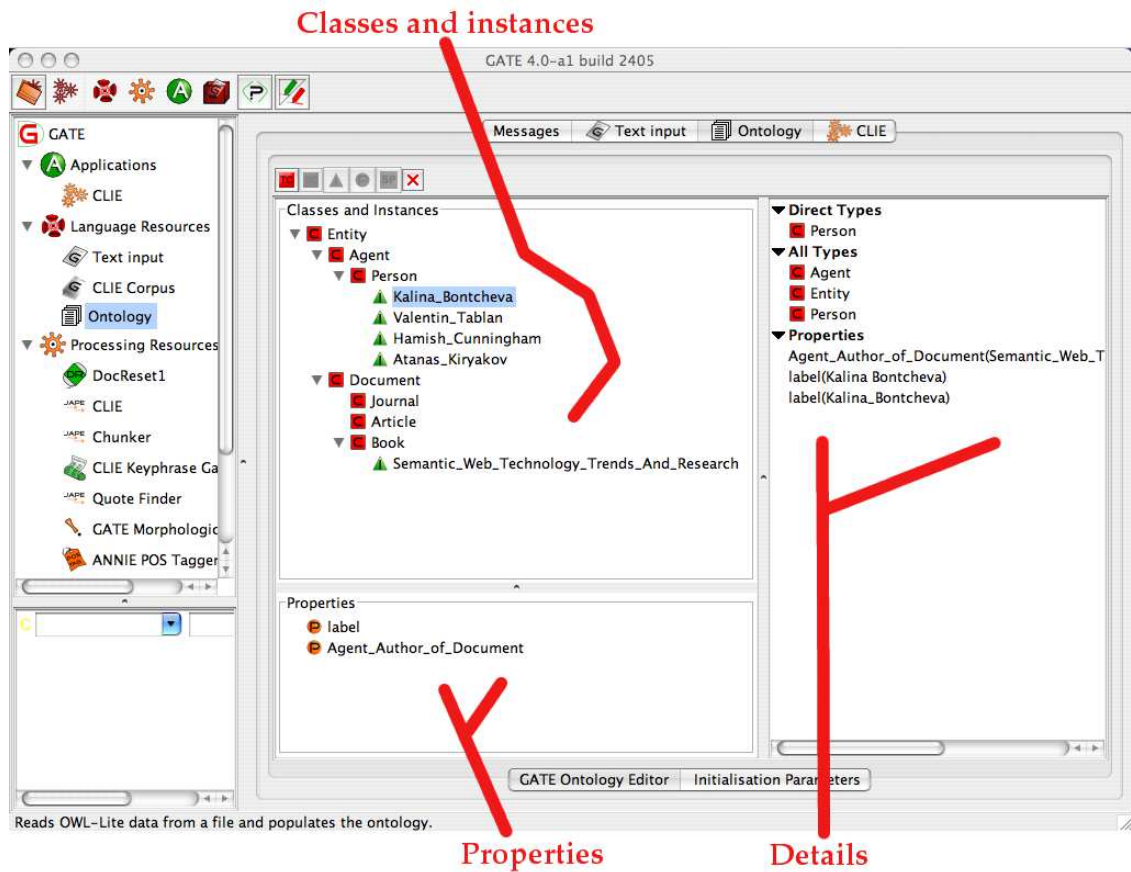 Classes and instances
GATE 4.0-a1 build 2405
GATE
Applications
CLIE
Language Resources
Text input
CLIE Corpus
Ontology
Processing Resources
DocReset1
CLIE
Chunker
CLIE Keyphrase Ga
Quote Finder
GATE Morphologic
ANNIE POS Tagger
Messages
Text input
Ontology
CLIE
Classes and Instances
Entity
Agent
Person
Kalina_Bontcheva
Valentin_Tablan
Hamish_Cunningham
Atanas_Kiryakov
Document
Journal
Article
Book
Semantic_Web_Technology_Trends_And_Research
Direct Types
Person
All Types
Agent
Entity
Person
Properties
Agent_Author_of_Document(Semantic_Web_T
label(Kalina Bontcheva)
label(Kalina_Bontcheva)
Properties
label
Agent_Author_of_Document
GATE Ontology Editor
Initialisation Parameters
Reads OWL-Lite data from a file and populates the ontology.
Properties
Details